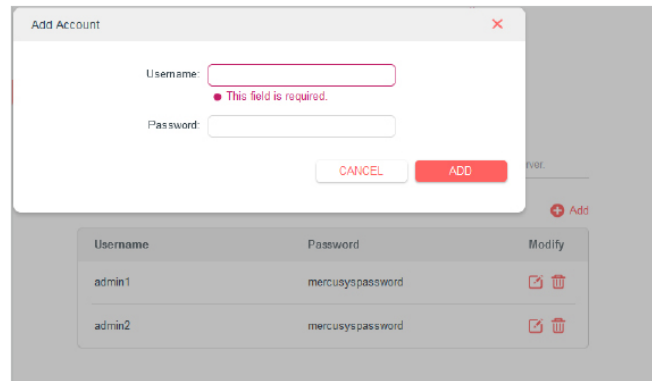 Add Account
Username:
This field is required.
Password:
CANCEL ADD
rver.
Add
Username Password Modify
admin1 mercusyspassword
admin2 mercusyspassword